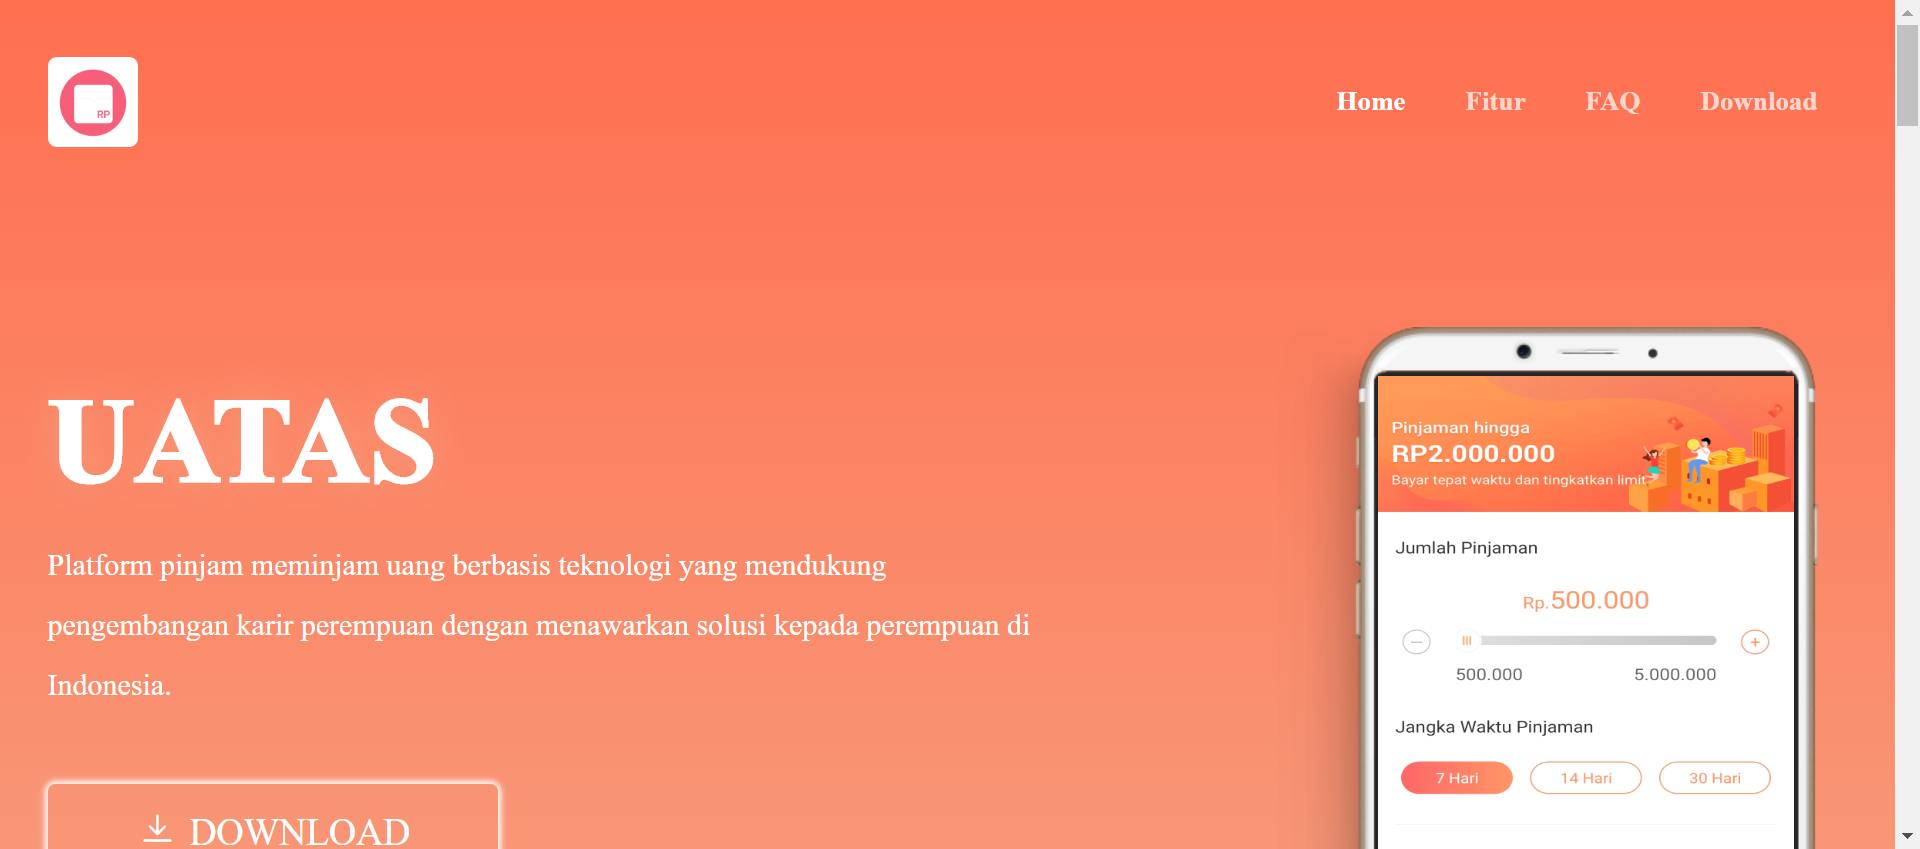 RP
Home Fitur FAQ Download
UATAS
Platform pinjam meminjam uang berbasis teknologi yang mendukung
pengembangan karir perempuan dengan menawarkan solusi kepada perempuan di
Indonesia.
DOWNLOAD
Pinjaman hingga
RP2.000.000
Bayar tepat waktu dan tingkatkan limit
Jumlah Pinjaman
Rp.500.000
500.000 5.000.000
Jangka Waktu Pinjaman
7 Hari 14 Hari 30 Hari